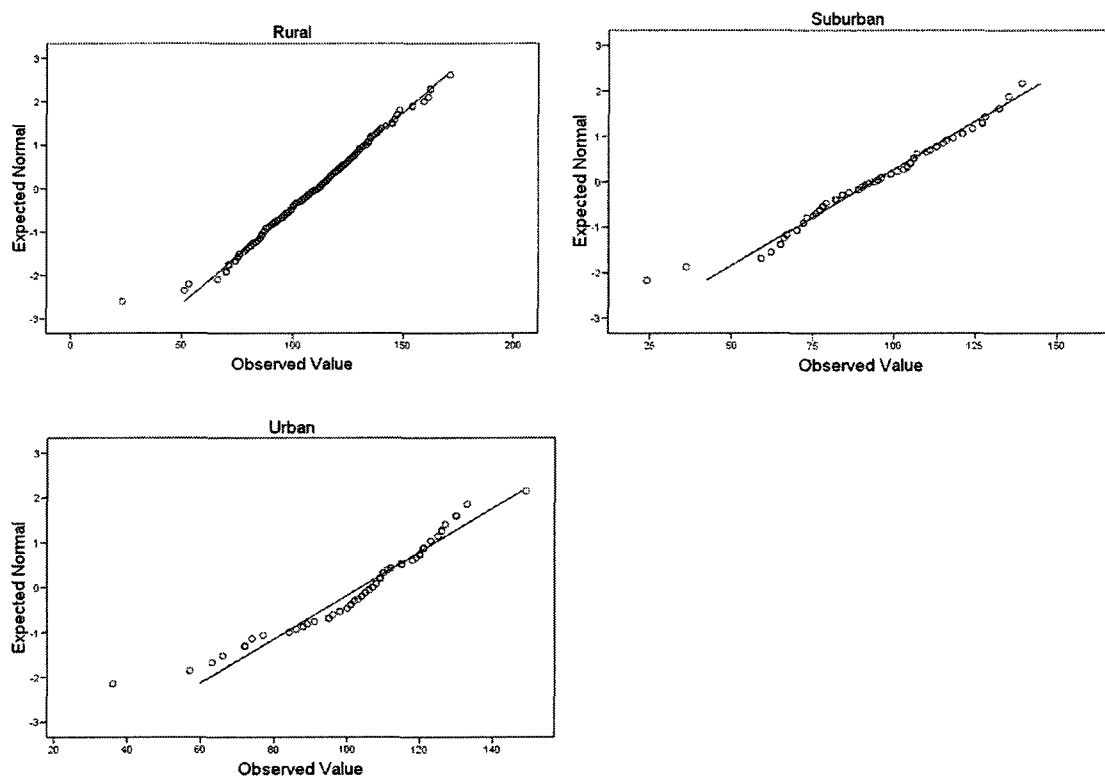 Rural
Expected Normal
3
2
1
0
-1
-2
-3
0 50 100 150 200
Observed Value
Suburban
Expected Normal
3
2
1
0
-1
-2
-3
25 50 75 100 125 150
Observed Value
Urban
Expected Normal
3
2
1
0
-1
-2
-3
20 40 60 80 100 120 140
Observed Value